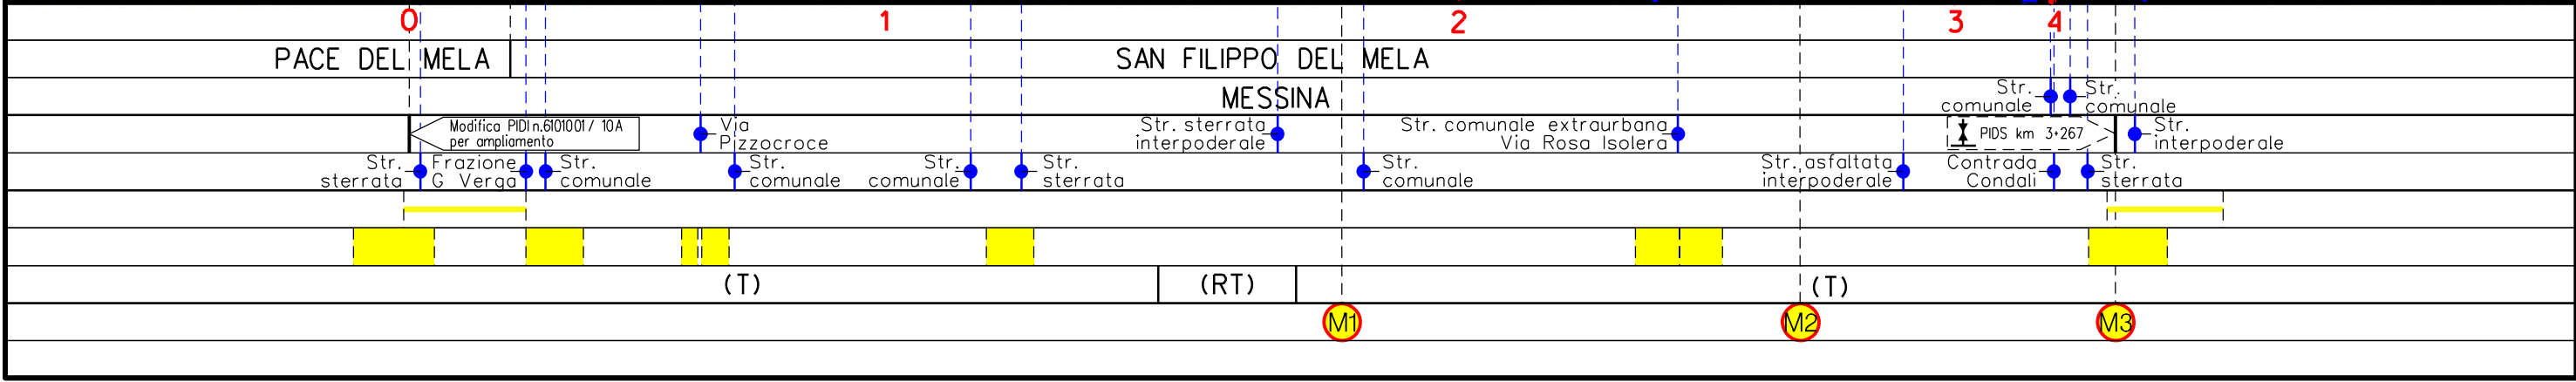 0 1 2 3 4
PACE DEL MELA SAN FILIPPO DEL MELA
MESSINA
Str. comunale
Str. comunale
Modifica PIDI n.6101001/ 10A
per ampliamento
Via
Pizzocroce
Str. sterrata
interpoderale
Str. comunale extraurbana
Via Rosa Isolera
PIDS km 3+267
Str.
interpoderale
Str.
sterrata
Frazione
G Verga
Str.
comunale
Str.
comunale
Str.
comunale
Str.
sterrata
Str.
comunale
Str. asfaltata
interpoderale
Contrada
Condali
Str.
sterrata
(T) (RT) (T)
M1 M2 M3